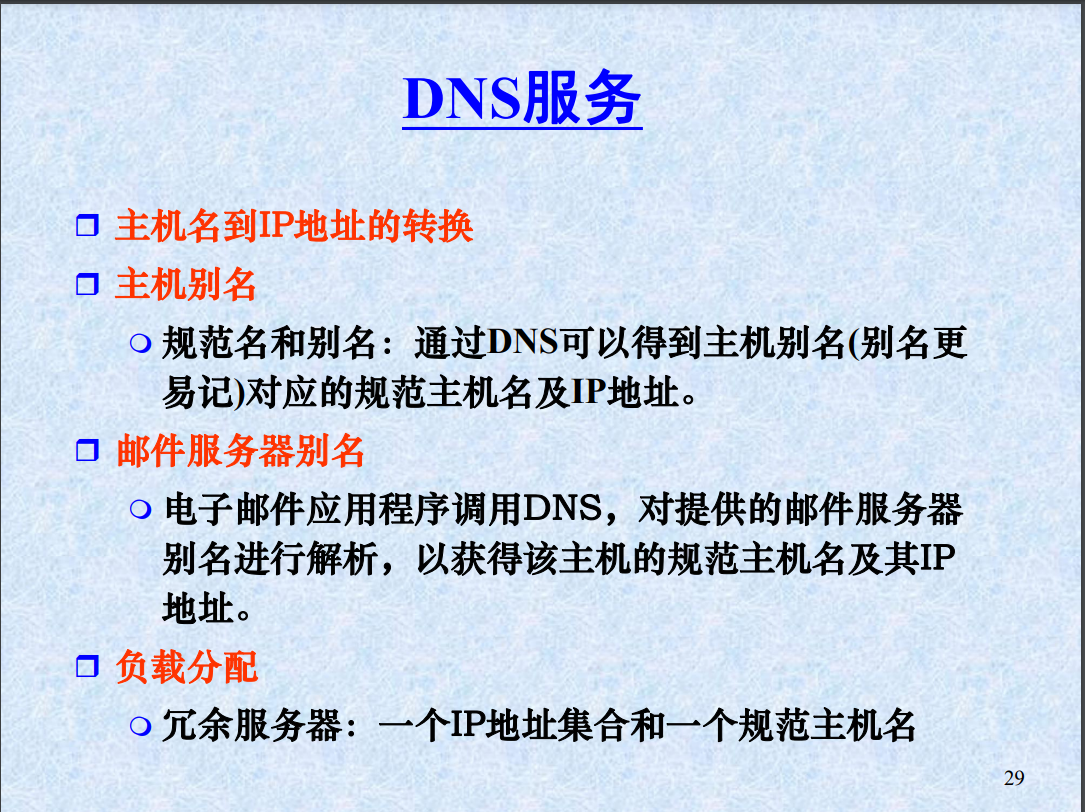 DNS服务
主机名到IP地址的转换
主机别名
规范名和别名：通过DNS可以得到主机别名(别名更
易记)对应的规范主机名及IP地址。
邮件服务器别名
电子邮件应用程序调用DNS，对提供的邮件服务器
别名进行解析，以获得该主机的规范主机名及其IP
地址。
负载分配
冗余服务器：一个IP地址集合和一个规范主机名
29